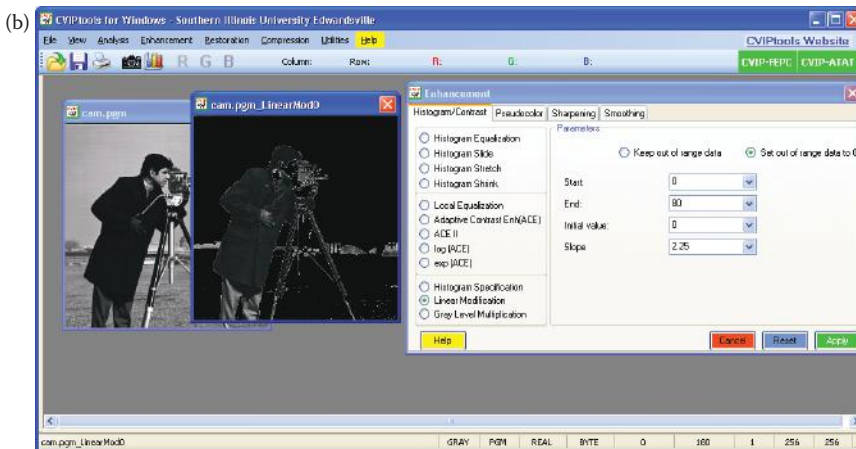 (b)
CVIPtools for Windows - Southern Illinois University Edwardsville
File View Analysis Enhancement Restoration Compression Utilities Help
CVIPtools Website
R G B Column: Row: R: G: B: CVIP-FEPC CVIP-ATAT
cam.pgm
cam.pgm_LinearMod0
Enhancement
Histogram/Contrast Pseudocolor Sharpening Smoothing
Parameters
Histogram Equalization
Histogram Slide
Histogram Stretch
Histogram Shrink
Local Equalization
Adaptive Contrast Enh(ACE)
ACE II
log (ACE)
exp (ACE)
Histogram Specification
Linear Modification
Gray Level Multiplication
Keep out of range data Set out of range data to 0
Start 0
End: 80
Initial value: 0
Slope 2.25
Help Cancel Reset Apply
cam.pgm_LinearMod0 GRAY PGM REAL BYTE 0 180 1 256 256